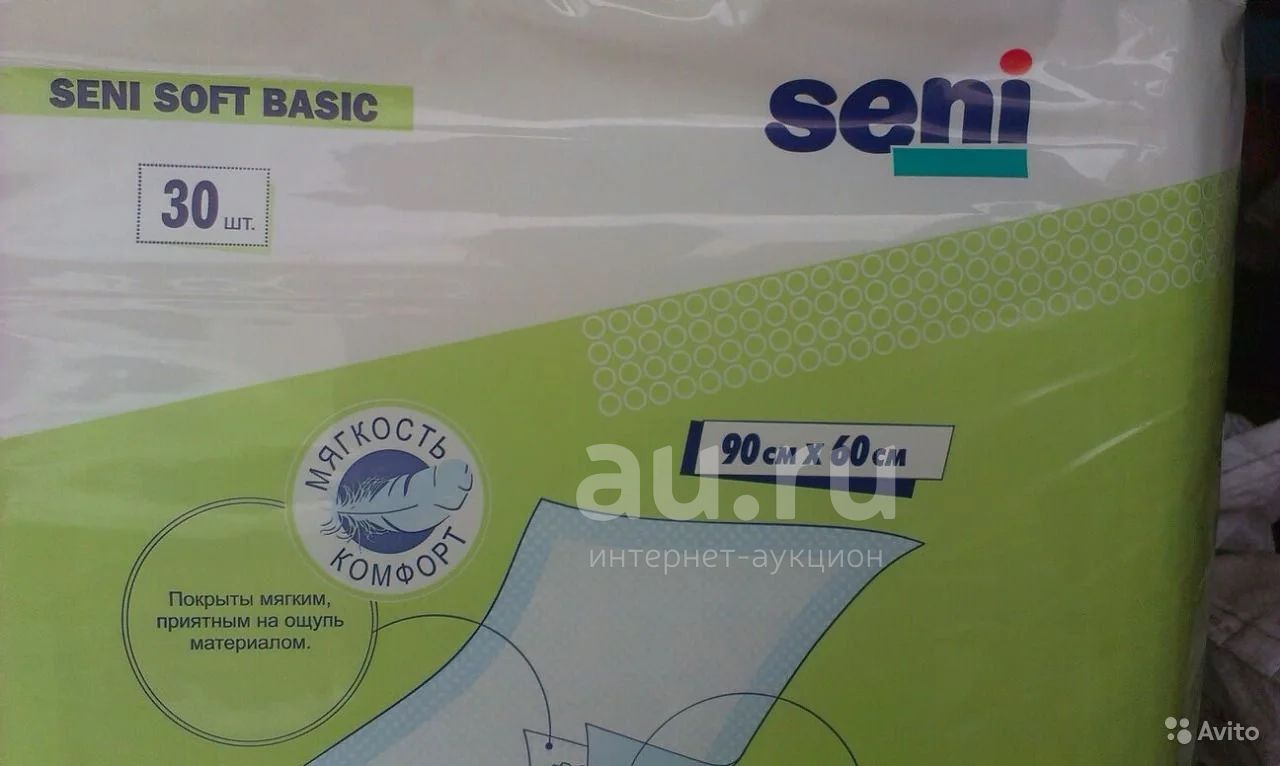 SENI SOFT BASIC
seni
30 шт.
90 см х 60 см
МЯГКОСТЬ
КОМФОРТ
au.ru
интернет-аукцион
Покрыты мягким,
приятным на ощупь
материалом.
Avito